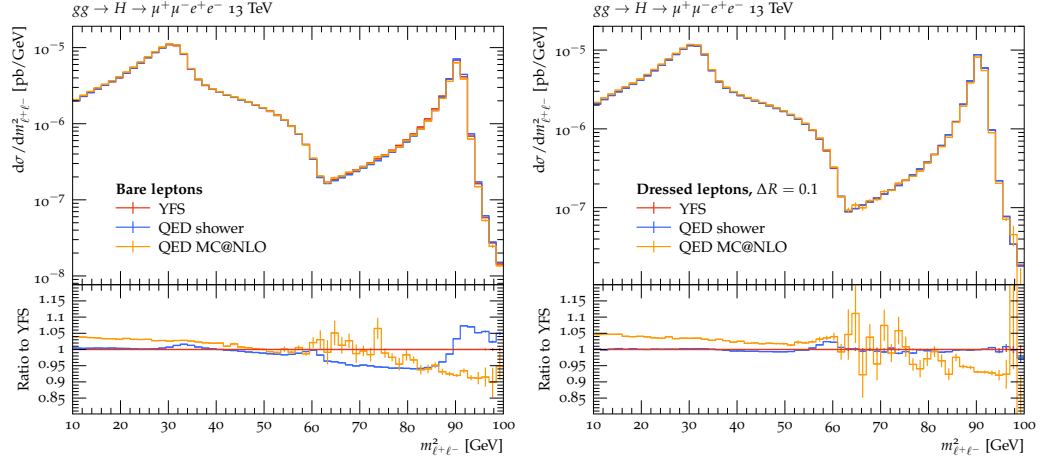 gg → H → μ⁺μ⁻e⁺e⁻ 13 TeV
dσ/dm²ℓ⁺ℓ⁻ [pb/GeV]
10⁻⁵
10⁻⁶
10⁻⁷
10⁻⁸
Bare leptons
YFS
QED shower
QED MC@NLO
Ratio to YFS
1.15
1.1
1.05
1
0.95
0.9
0.85
10 20 30 40 50 60 70 80 90 100
m²ℓ⁺ℓ⁻ [GeV]
gg → H → μ⁺μ⁻e⁺e⁻ 13 TeV
dσ/dm²ℓ⁺ℓ⁻ [pb/GeV]
10⁻⁵
10⁻⁶
10⁻⁷
Dressed leptons, ΔR = 0.1
YFS
QED shower
QED MC@NLO
Ratio to YFS
1.15
1.1
1.05
1
0.95
0.9
0.85
10 20 30 40 50 60 70 80 90 100
m²ℓ⁺ℓ⁻ [GeV]